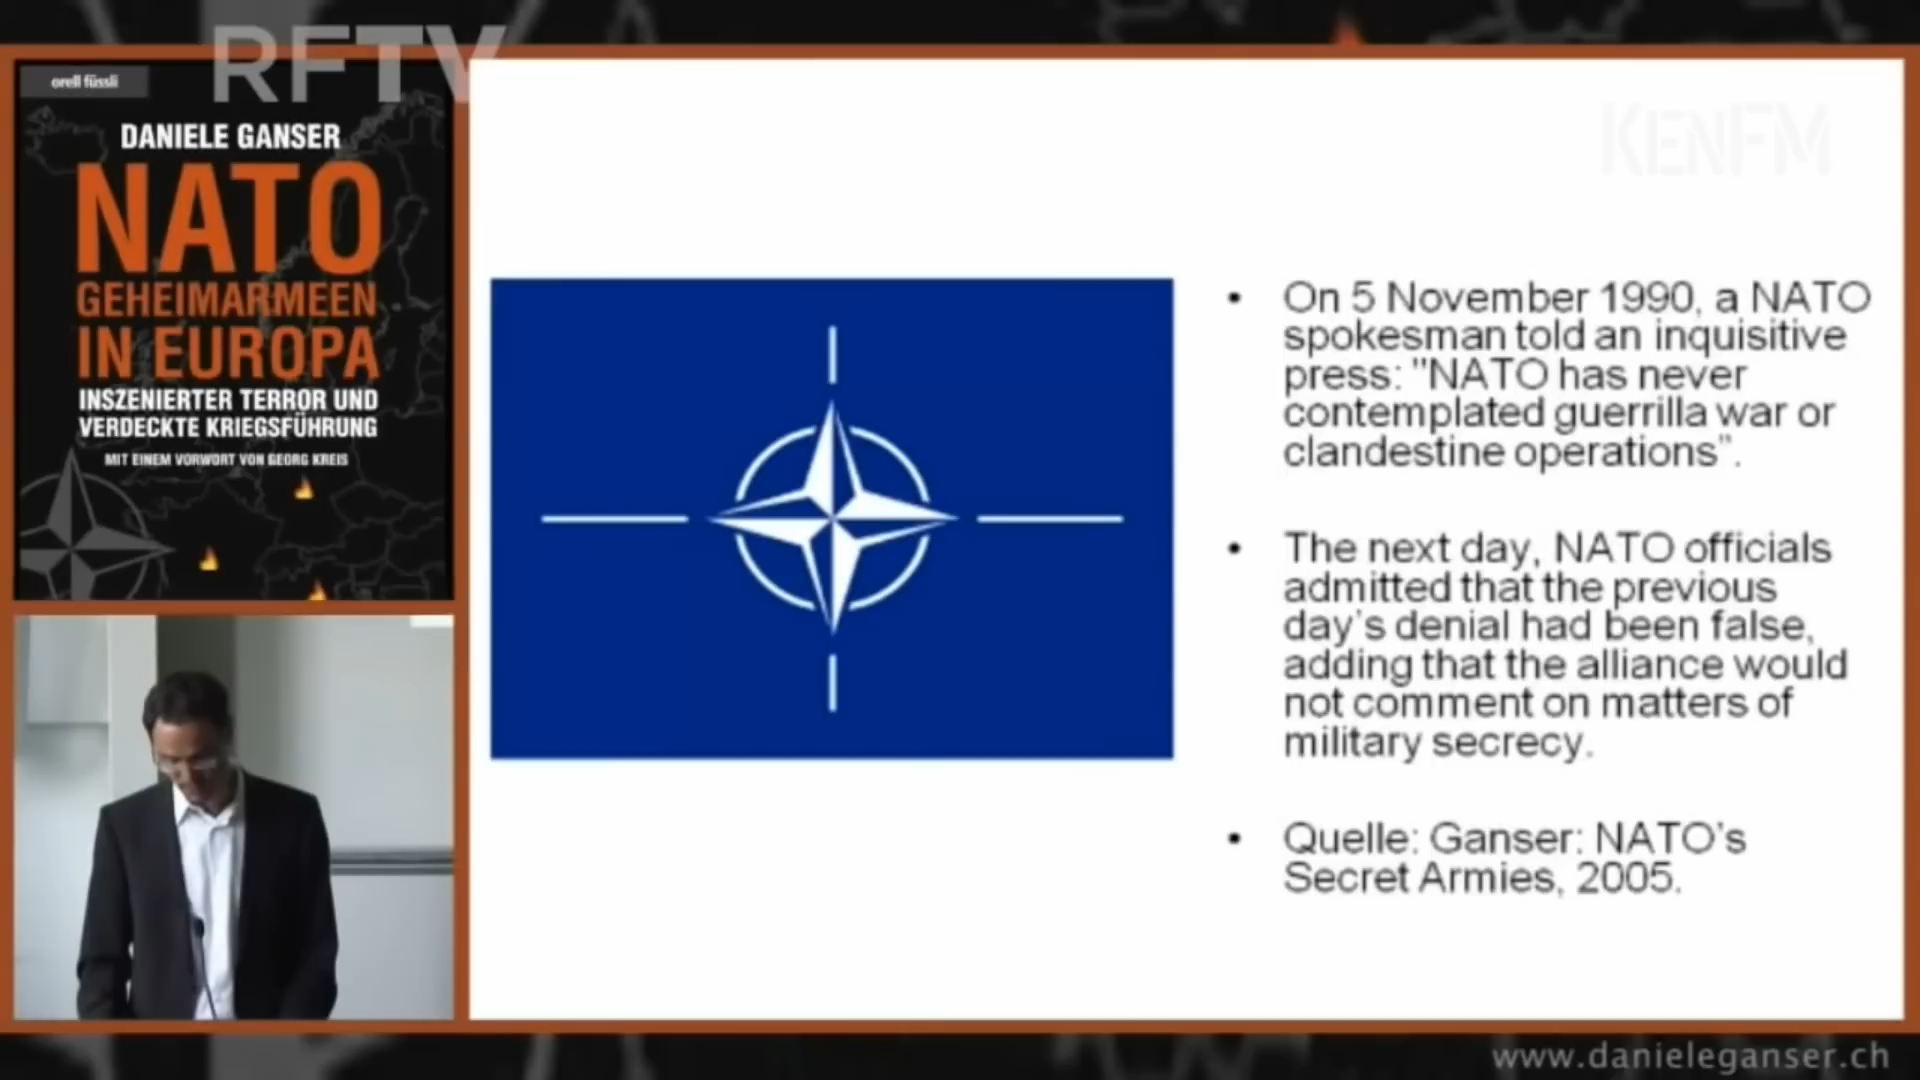 RFTV
orell füssli
DANIELE GANSER
NATO
GEHEIMARMEEN
IN EUROPA
INSZENIERTER TERROR UND
VERDECKTE KRIEGSFÜHRUNG
MIT EINEM VORWORT VON GEORG KREIS
KENFM
• On 5 November 1990, a NATO
spokesman told an inquisitive
press: "NATO has never
contemplated guerrilla war or
clandestine operations".
• The next day, NATO officials
admitted that the previous
day's denial had been false,
adding that the alliance would
not comment on matters of
military secrecy.
• Quelle: Ganser: NATO's
Secret Armies, 2005.
www.danieleganser.ch